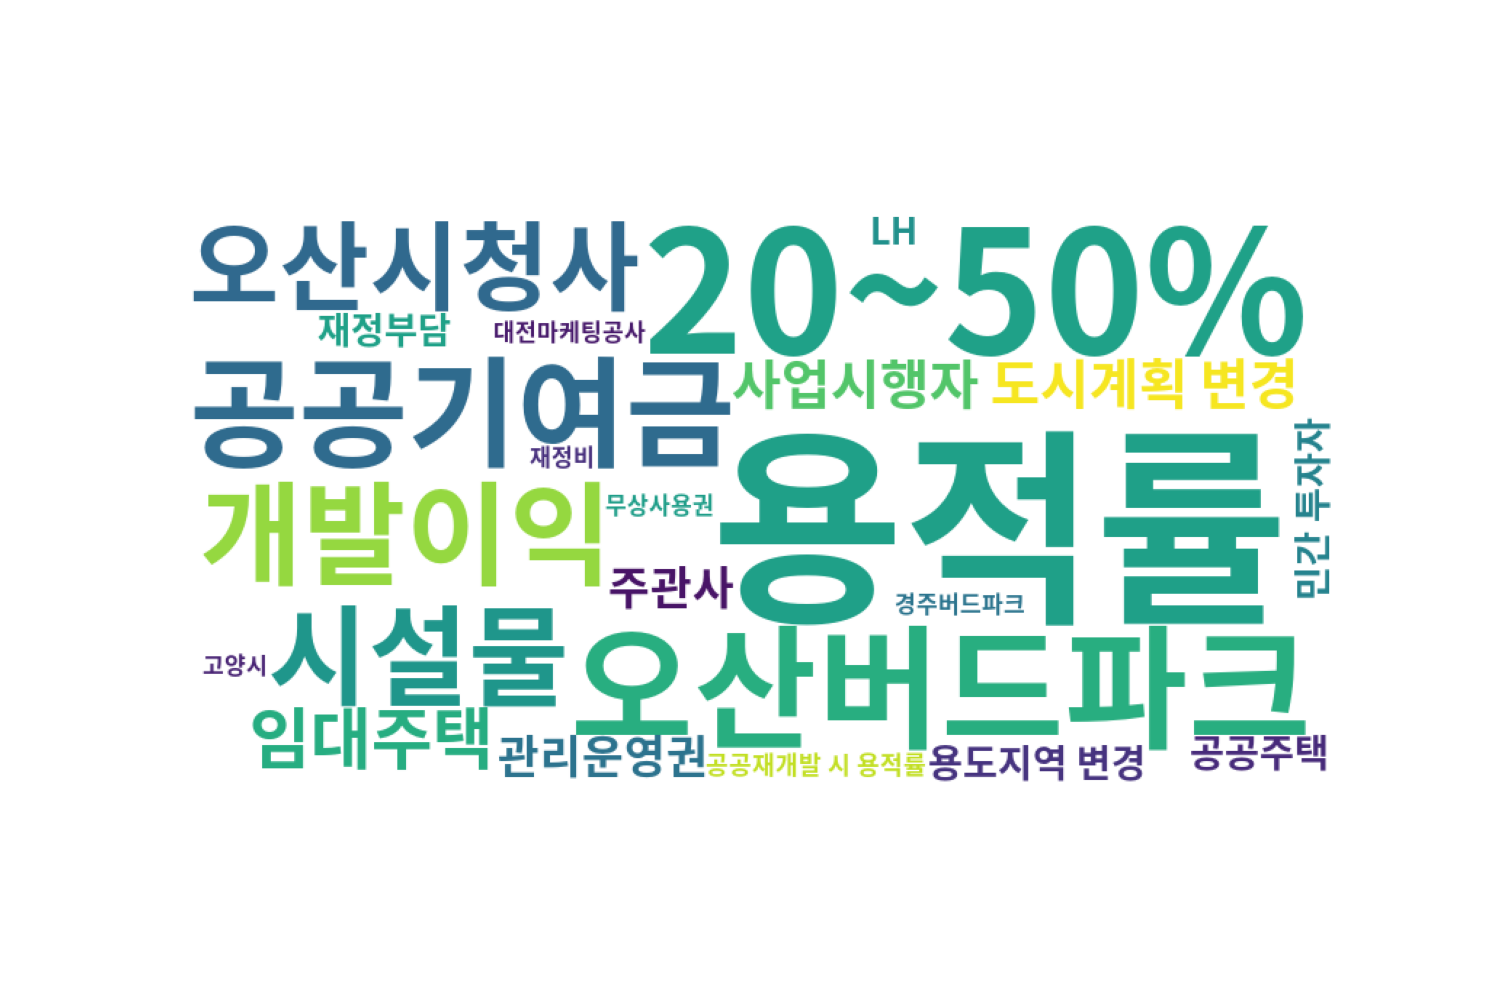 오산시청사
20~50%
LH
재정부담
대전마케팅공사
공공기여금
사업시행자
도시계획 변경
재정비
용적률
민간 투자자
개발이익
무상사용권
주관사
경주버드파크
시설물
고양시
오산버드파크
임대주택
관리운영권
공공재개발 시 용적률
용도지역 변경
공공주택